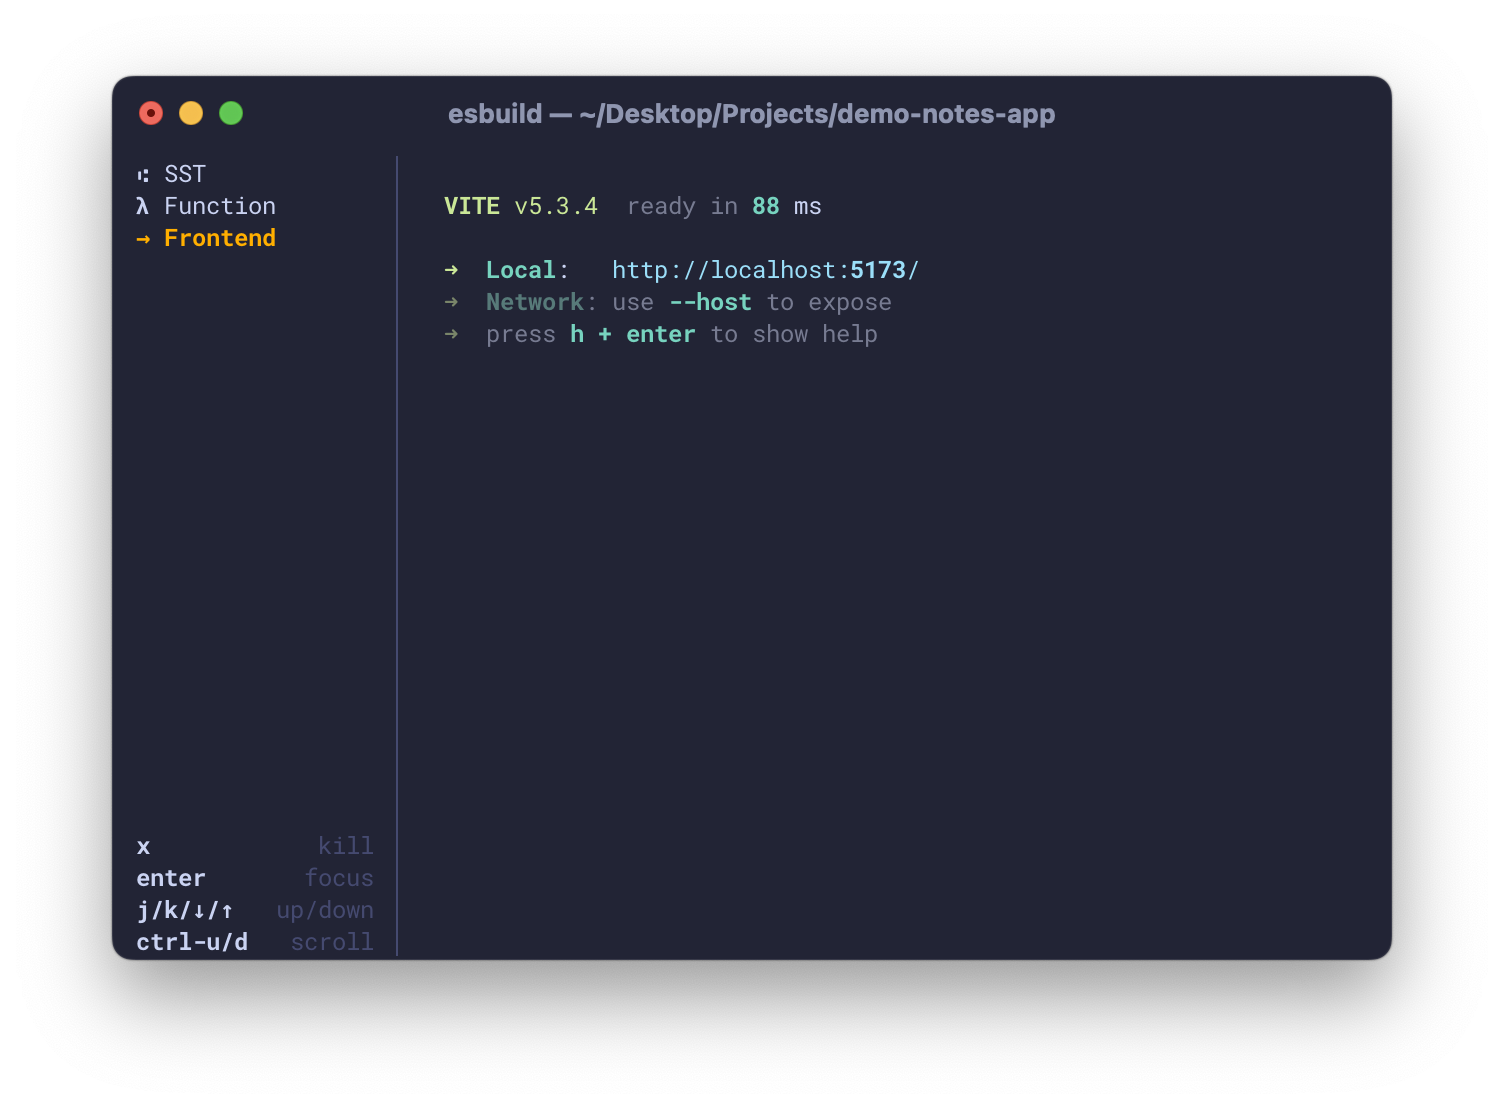 esbuild — ~/Desktop/Projects/demo-notes-app
⑆ SST
λ Function
→ Frontend
x kill
enter focus
j/k/↓/↑ up/down
ctrl-u/d scroll
VITE v5.3.4 ready in 88 ms
➜ Local: http://localhost:5173/
➜ Network: use --host to expose
➜ press h + enter to show help